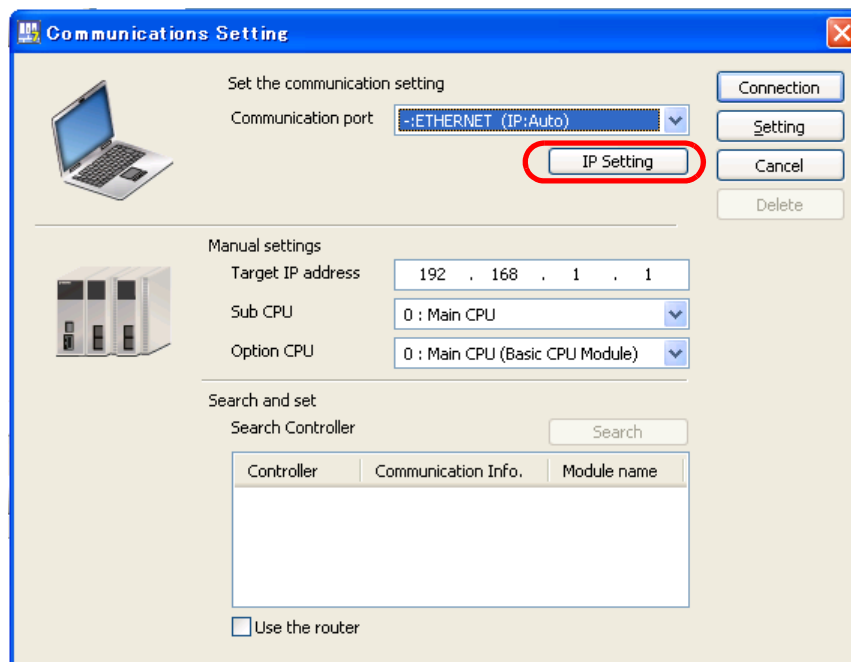 Communications Setting
Set the communication setting
Communication port
-:ETHERNET (IP:Auto)
IP Setting
Connection
Setting
Cancel
Delete
Manual settings
Target IP address 192 . 168 . 1 . 1
Sub CPU 0 : Main CPU
Option CPU 0 : Main CPU (Basic CPU Module)
Search and set
Search Controller Search
Controller Communication Info. Module name
Use the router